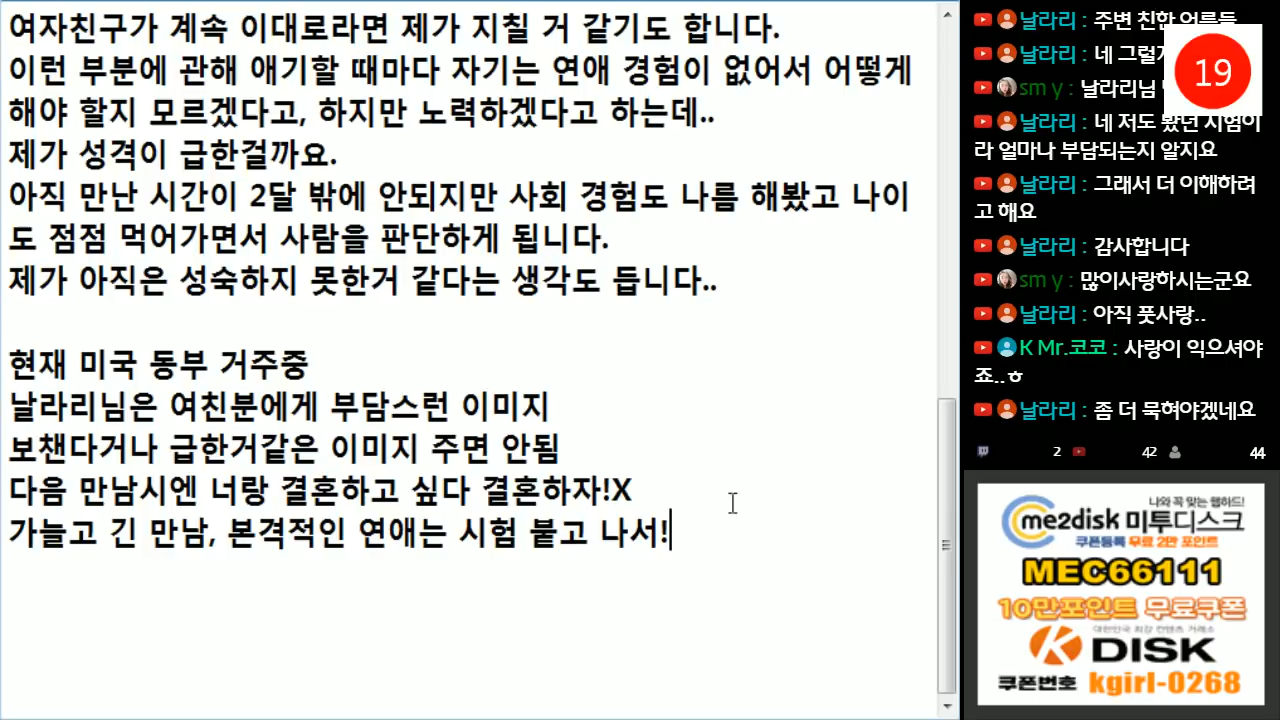 여자친구가 계속 이대로라면 제가 지칠 거 같기도 합니다.
이런 부분에 관해 얘기할 때마다 자기는 연애 경험이 없어서 어떻게
해야 할지 모르겠다고, 하지만 노력하겠다고 하는데..
제가 성격이 급한걸까요.
아직 만난 시간이 2달 밖에 안되지만 사회 경험도 나름 해봤고 나이
도 점점 먹어가면서 사람을 판단하게 됩니다.
제가 아직은 성숙하지 못한거 같다는 생각도 듭니다..
현재 미국 동부 거주중
날라리님은 여친분에게 부담스런 이미지
보챈다거나 급한거같은 이미지 주면 안됨
다음 만남시엔 너랑 결혼하고 싶다 결혼하자!X
가늘고 긴 만남, 본격적인 연애는 시험 붙고 나서!
날라리 : 주변 친한 어른들
날라리 : 네 그렇
sm y : 날라리님
날라리 : 네 저도 봤던 시험이
라 얼마나 부담되는지 알지요
날라리 : 그래서 더 이해하려
고 해요
날라리 : 감사합니다
sm y : 많이사랑하시는군요
날라리 : 아직 풋사랑..
K Mr.코코 : 사랑이 익으셔야
죠..ㅎ
날라리 : 좀 더 묵혀야겠네요
19
2 42 44
나와 꼭 맞는 웹하드!
me2disk 미투디스크
쿠폰등록 무료 2만 포인트
MEC66111
10만포인트 무료쿠폰
대한민국 최강 컨텐츠 거래소
K DISK
쿠폰번호 kgirl-0268